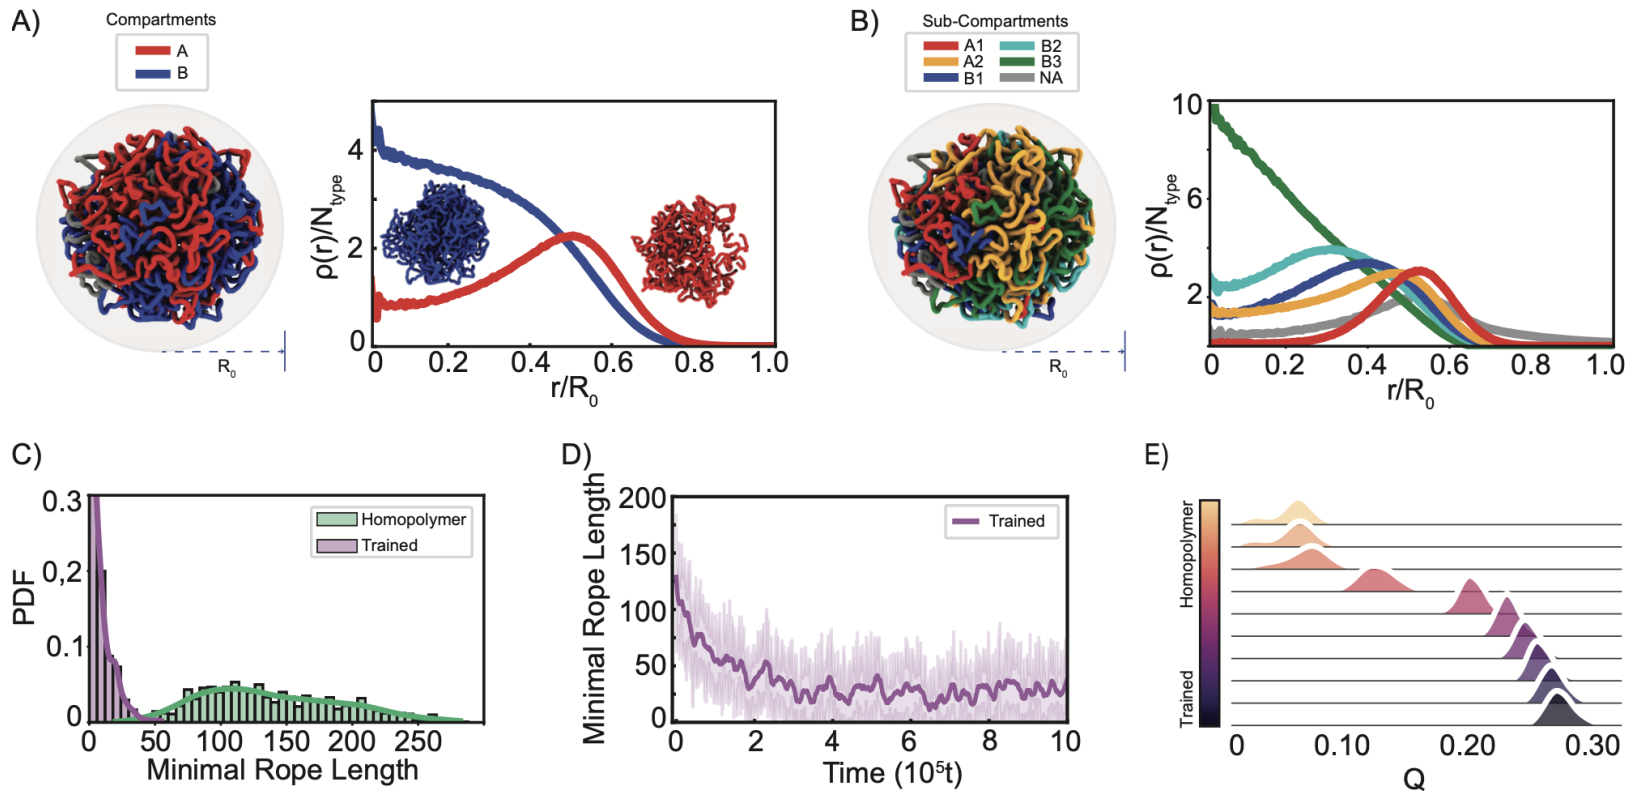 A)
Compartments
A
B
R0
ρ(r)/Ntype
4
2
0
0 0.2 0.4 0.6 0.8 1.0
r/R0
B)
Sub-Compartments
A1 B2
A2 B3
B1 NA
R0
ρ(r)/Ntype
10
6
2
0 0.2 0.4 0.6 0.8 1.0
r/R0
C)
PDF
0.3
0,2
0.1
0
Homopolymer
Trained
0 50 100 150 200 250
Minimal Rope Length
D)
Minimal Rope Length
200
150
100
50
0
Trained
0 2 4 6 8 10
Time (10⁵t)
E)
Homopolymer
Trained
0 0.10 0.20 0.30
Q